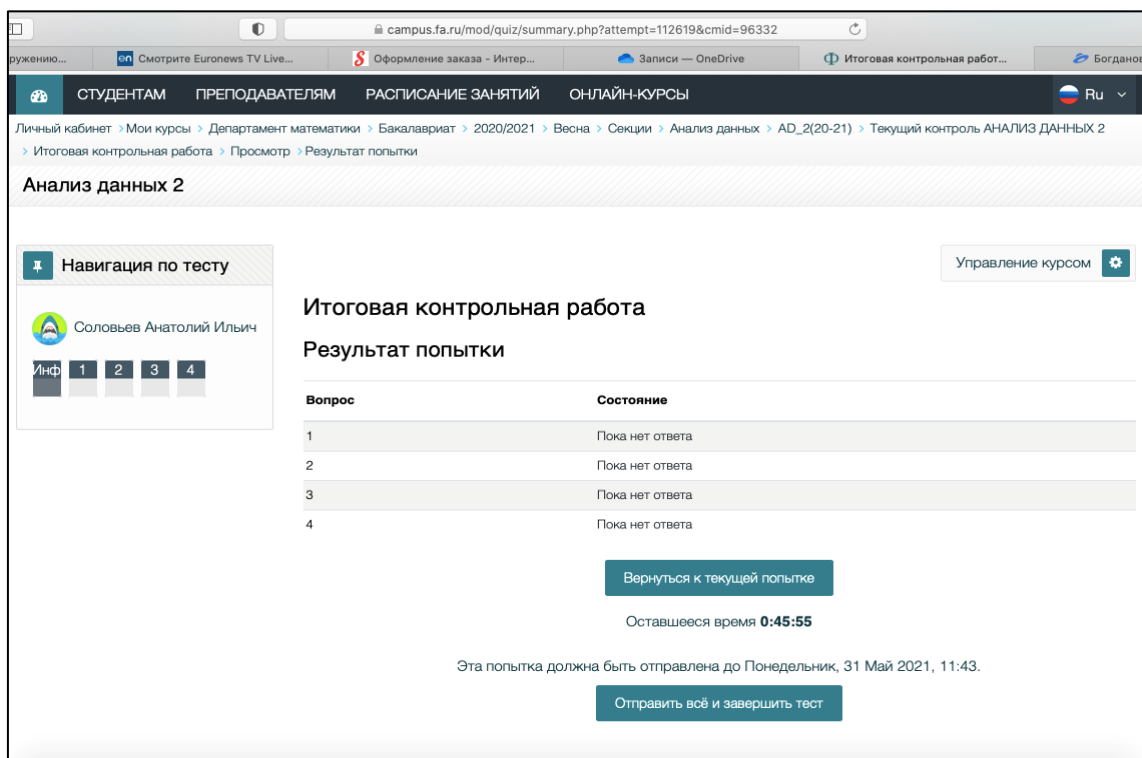 campus.fa.ru/mod/quiz/summary.php?attempt=112619&cmid=96332
ружению... en Смотрите Euronews TV Live... S Оформление заказа - Интер... Записи — OneDrive Итоговая контрольная работ... Богданов
СТУДЕНТАМ ПРЕПОДАВАТЕЛЯМ РАСПИСАНИЕ ЗАНЯТИЙ ОНЛАЙН-КУРСЫ Ru
Личный кабинет > Мои курсы > Департамент математики > Бакалавриат > 2020/2021 > Весна > Секции > Анализ данных > AD_2(20-21) > Текущий контроль АНАЛИЗ ДАННЫХ 2
> Итоговая контрольная работа > Просмотр > Результат попытки
Анализ данных 2
Навигация по тесту
Соловьев Анатолий Ильич
Инф 1 2 3 4
Управление курсом
Итоговая контрольная работа
Результат попытки
Вопрос Состояние
1 Пока нет ответа
2 Пока нет ответа
3 Пока нет ответа
4 Пока нет ответа
Вернуться к текущей попытке
Оставшееся время 0:45:55
Эта попытка должна быть отправлена до Понедельник, 31 Май 2021, 11:43.
Отправить всё и завершить тест